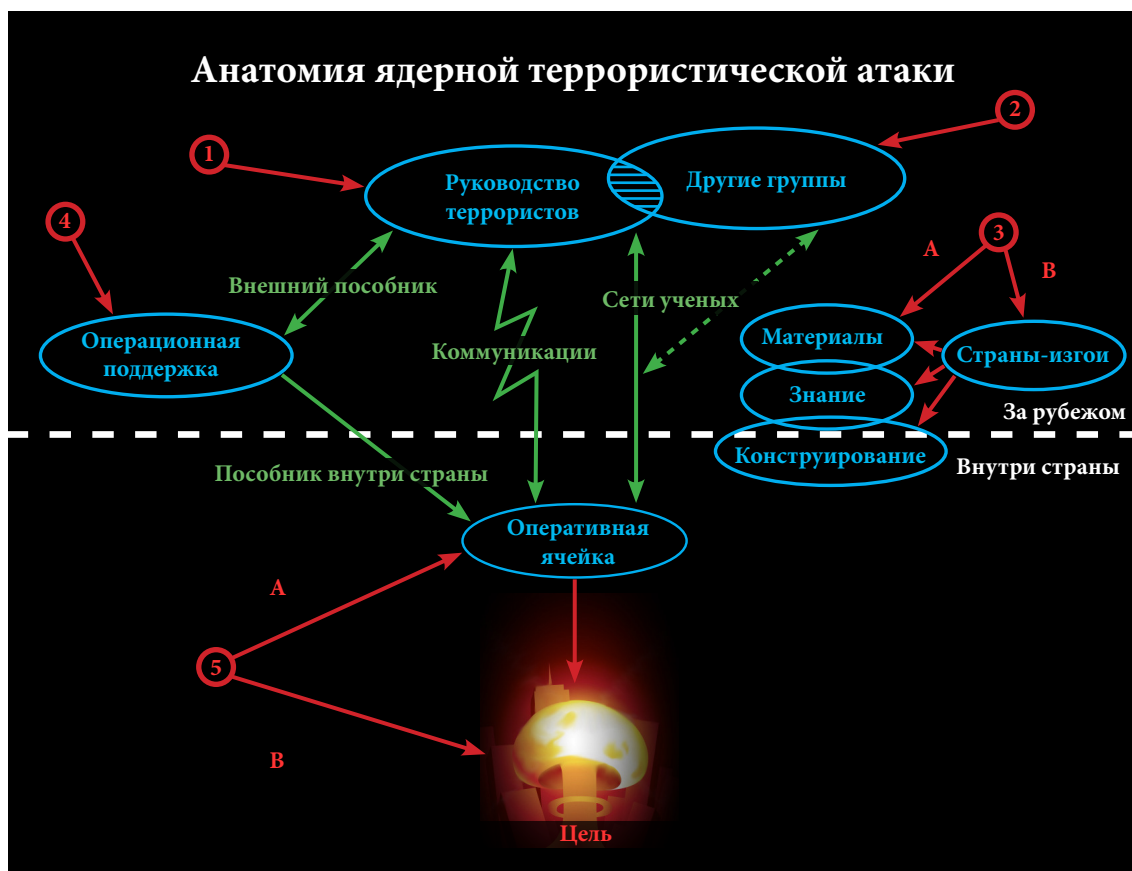 Анатомия ядерной террористической атаки
2
1
Руководство
террористов
Другие группы
4
3
A
B
Внешний пособник
Сети ученых
Операционная
поддержка
Коммуникации
Материалы
Страны-изгои
Знание
За рубежом
Конструирование
Внутри страны
Пособник внутри страны
Оперативная
ячейка
A
5
B
Цель